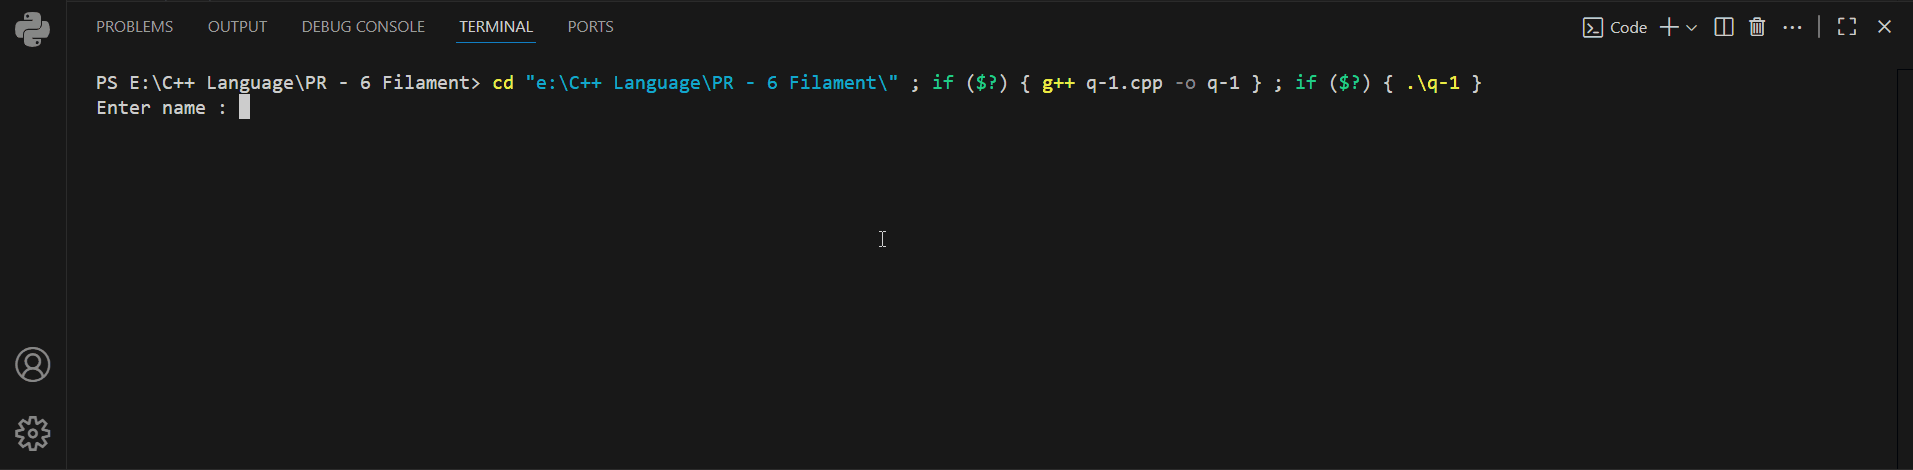 PROBLEMS OUTPUT DEBUG CONSOLE TERMINAL PORTS Code
PS E:\C++ Language\PR - 6 Filament> cd "e:\C++ Language\PR - 6 Filament\" ; if ($?) { g++ q-1.cpp -o q-1 } ; if ($?) { .\q-1 }
Enter name :